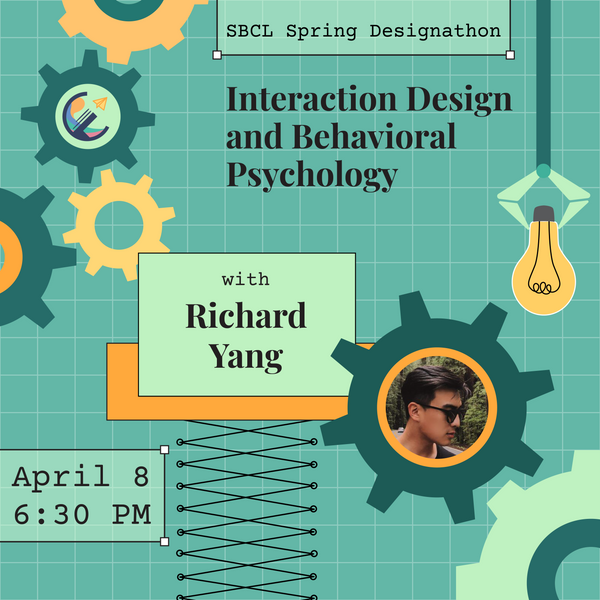 SBCL Spring Designathon
Interaction Design
and Behavioral
Psychology
with
Richard
Yang
April 8
6:30 PM